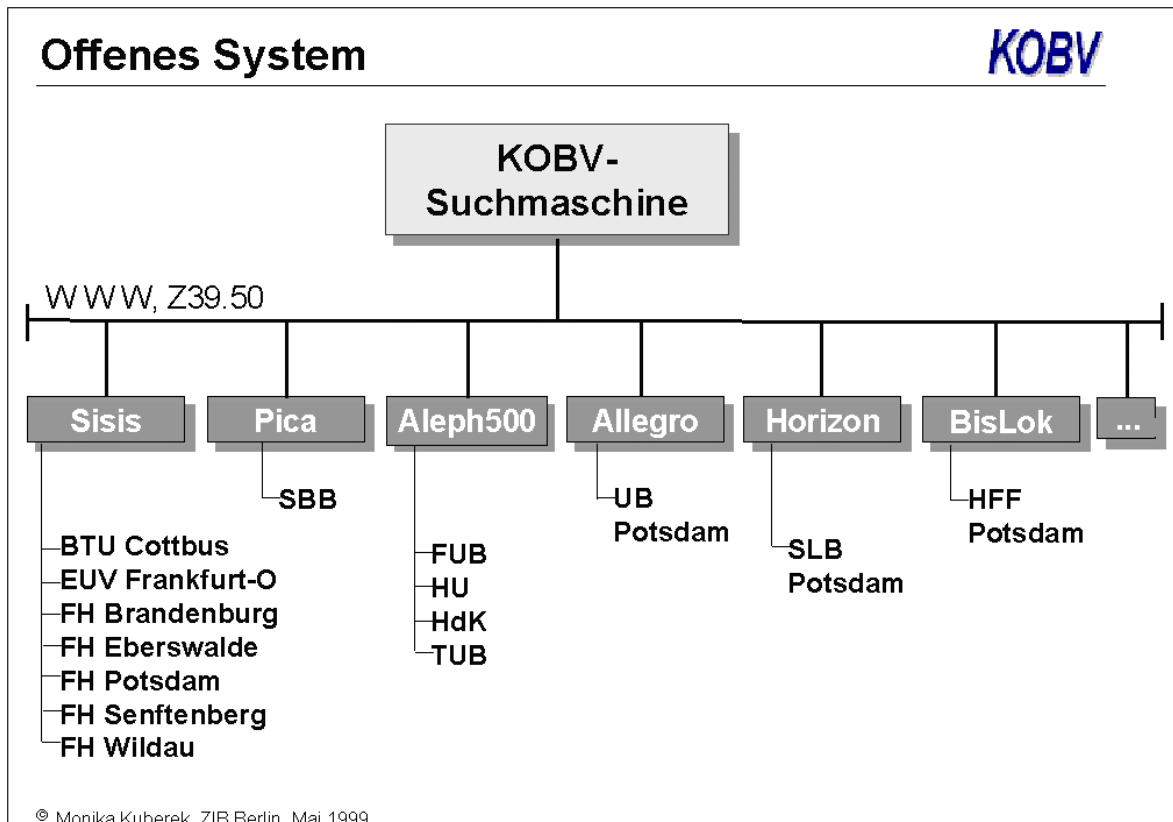 Offenes System
KOBV
KOBV-
Suchmaschine
WWW, Z39.50
Sisis
Pica
Aleph500
Allegro
Horizon
BisLok
...
BTU Cottbus
EUV Frankfurt-O
FH Brandenburg
FH Eberswalde
FH Potsdam
FH Senftenberg
FH Wildau
SBB
FUB
HU
HdK
TUB
UB
Potsdam
SLB
Potsdam
HFF
Potsdam
© Monika Kuberek, ZIB Berlin, Mai 1999